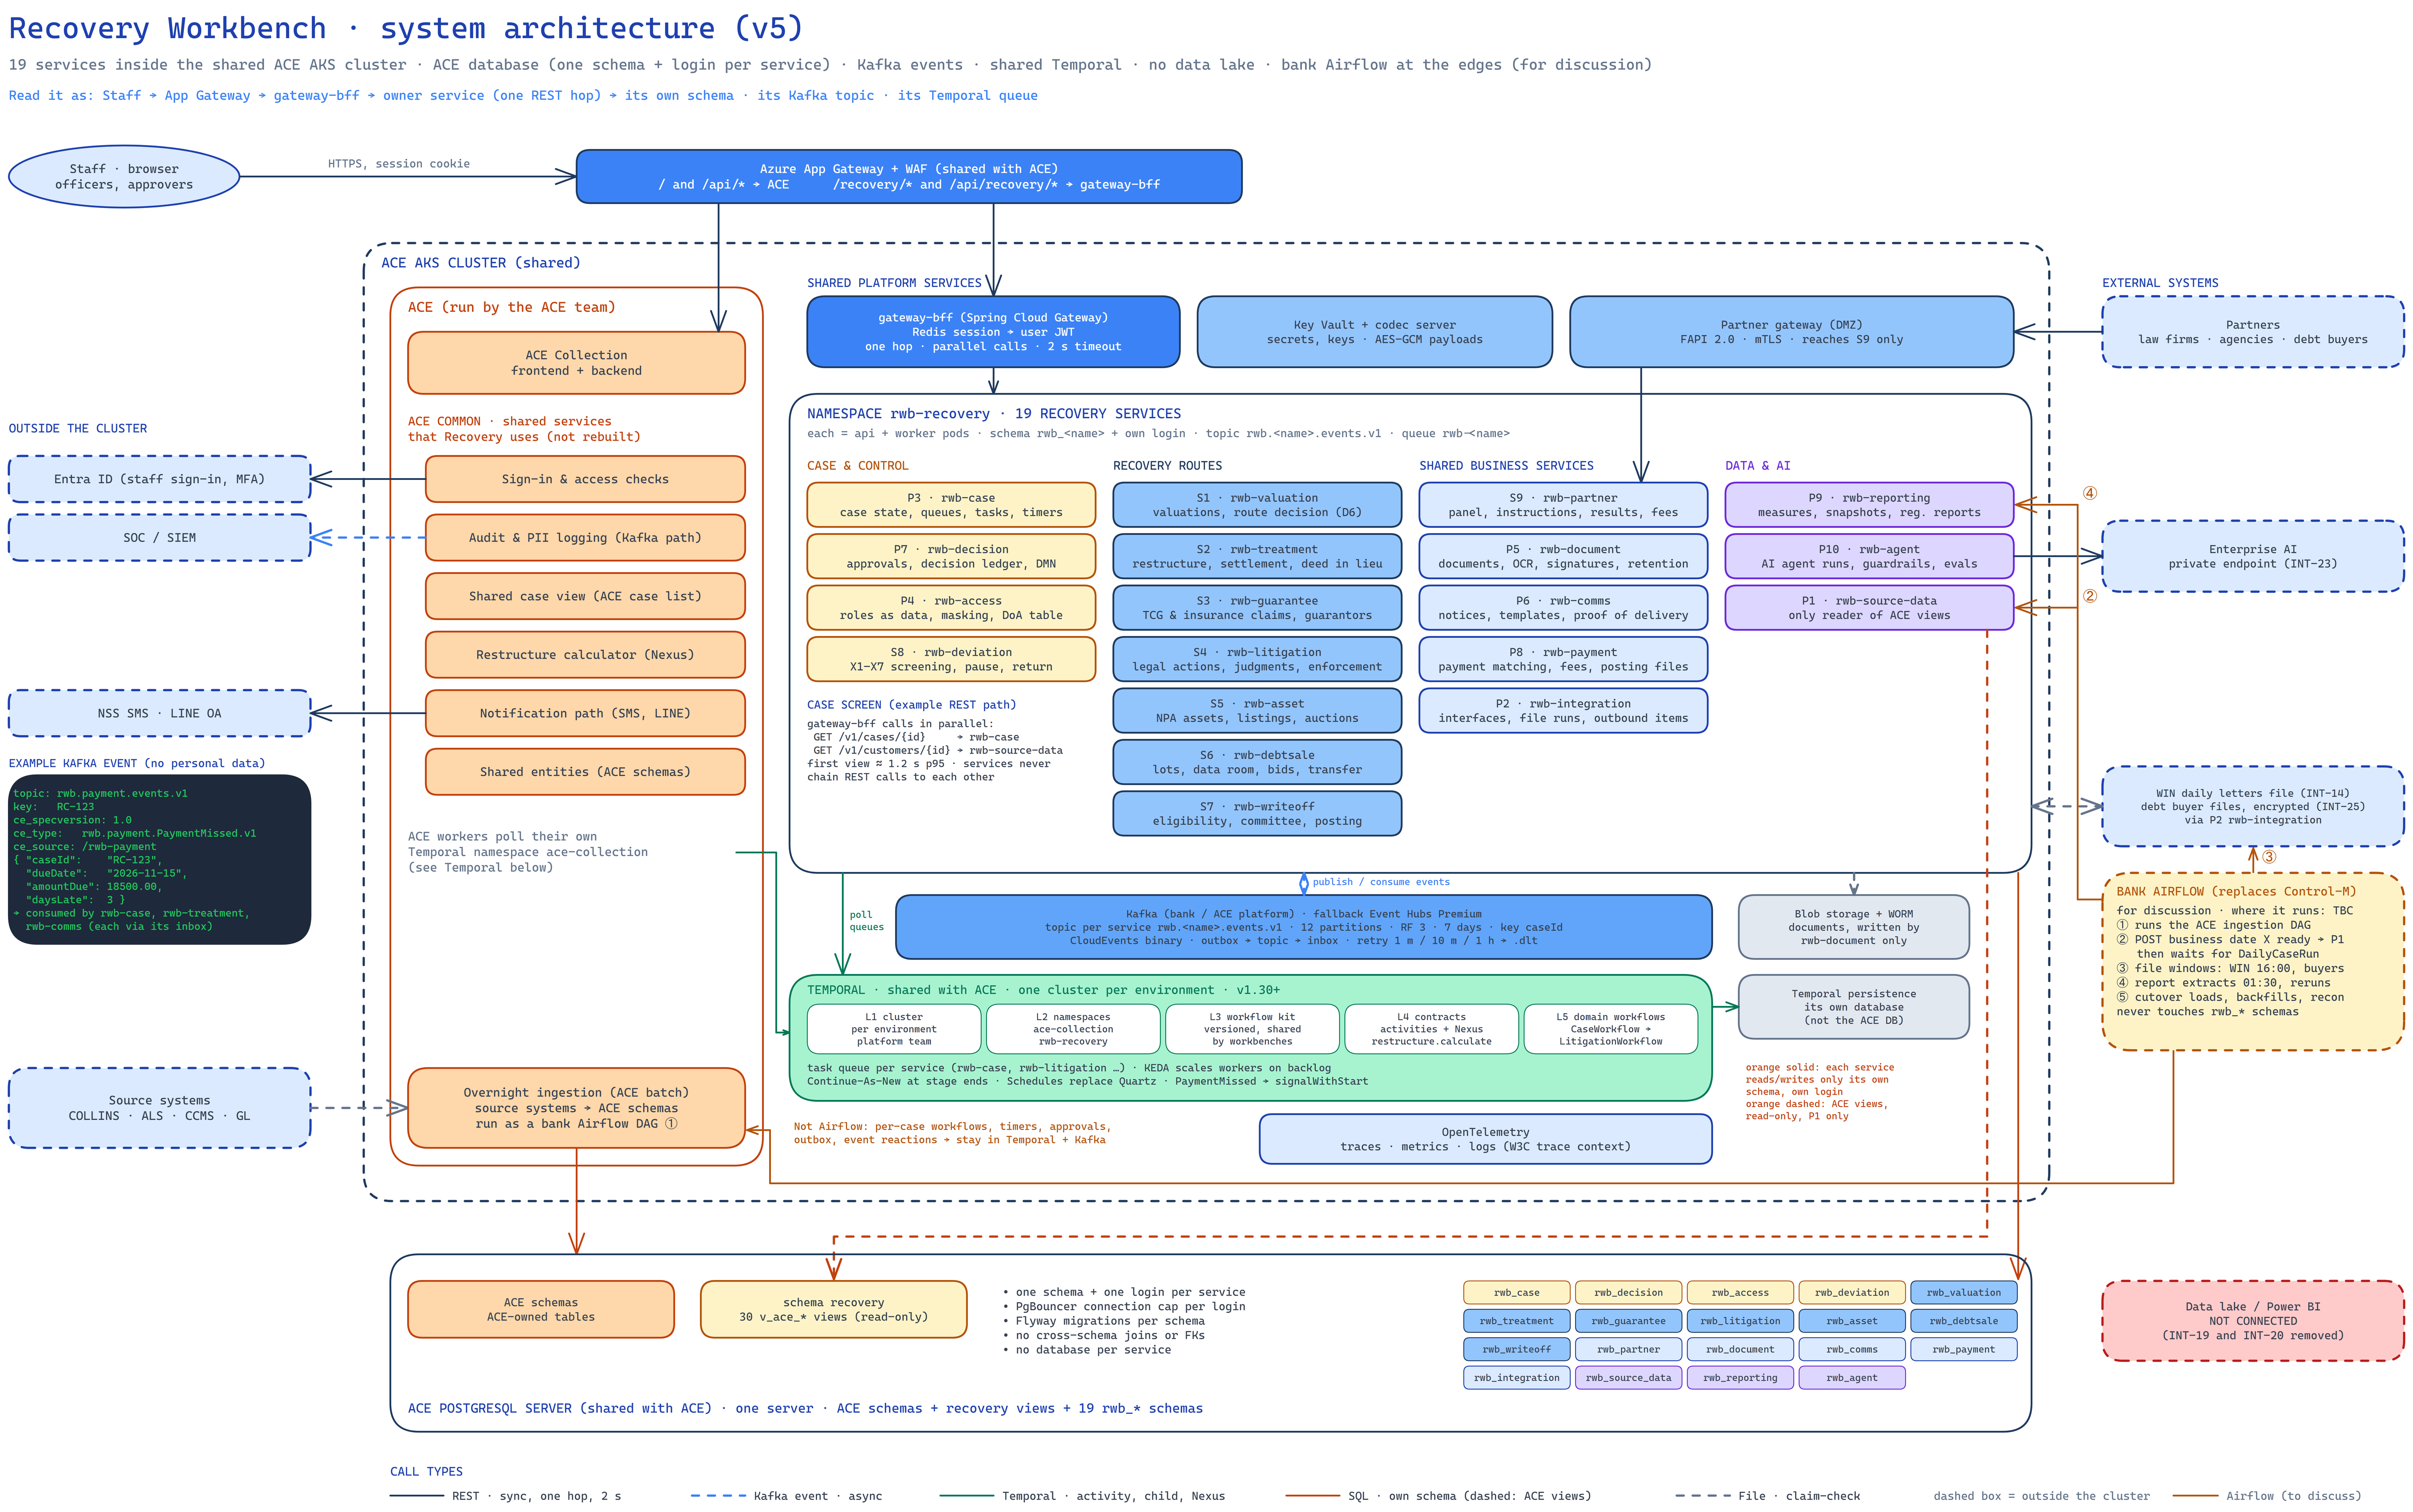 Recovery Workbench · system architecture (v5)
19 services inside the shared ACE AKS cluster · ACE database (one schema + login per service) · Kafka events · shared Temporal · no data lake · bank Airflow at the edges (for discussion)
Read it as: Staff → App Gateway → gateway-bff → owner service (one REST hop) → its own schema · its Kafka topic · its Temporal queue
Staff · browser
officers, approvers
HTTPS, session cookie
Azure App Gateway + WAF (shared with ACE)
/ and /api/* → ACE /recovery/* and /api/recovery/* → gateway-bff
ACE AKS CLUSTER (shared)
ACE (run by the ACE team)
ACE Collection
frontend + backend
ACE COMMON · shared services
that Recovery uses (not rebuilt)
Sign-in & access checks
Audit & PII logging (Kafka path)
Shared case view (ACE case list)
Restructure calculator (Nexus)
Notification path (SMS, LINE)
Shared entities (ACE schemas)
ACE workers poll their own
Temporal namespace ace-collection
(see Temporal below)
Overnight ingestion (ACE batch)
source systems → ACE schemas
run as a bank Airflow DAG ①
OUTSIDE THE CLUSTER
Entra ID (staff sign-in, MFA)
SOC / SIEM
NSS SMS · LINE OA
EXAMPLE KAFKA EVENT (no personal data)
topic: rwb.payment.events.v1
key: RC-123
ce_specversion: 1.0
ce_type: rwb.payment.PaymentMissed.v1
ce_source: /rwb-payment
{ "caseId": "RC-123",
"dueDate": "2026-11-15",
"amountDue": 18500.00,
"daysLate": 3 }
→ consumed by rwb-case, rwb-treatment,
rwb-comms (each via its inbox)
Source systems
COLLINS · ALS · CCMS · GL
SHARED PLATFORM SERVICES
gateway-bff (Spring Cloud Gateway)
Redis session → user JWT
one hop · parallel calls · 2 s timeout
Key Vault + codec server
secrets, keys · AES-GCM payloads
Partner gateway (DMZ)
FAPI 2.0 · mTLS · reaches S9 only
NAMESPACE rwb-recovery · 19 RECOVERY SERVICES
each = api + worker pods · schema rwb_<name> + own login · topic rwb.<name>.events.v1 · queue rwb-<name>
CASE & CONTROL
P3 · rwb-case
case state, queues, tasks, timers
P7 · rwb-decision
approvals, decision ledger, DMN
P4 · rwb-access
roles as data, masking, DoA table
S8 · rwb-deviation
X1-X7 screening, pause, return
CASE SCREEN (example REST path)
gateway-bff calls in parallel:
GET /v1/cases/{id} → rwb-case
GET /v1/customers/{id} → rwb-source-data
first view ≈ 1.2 s p95 · services never
chain REST calls to each other
RECOVERY ROUTES
S1 · rwb-valuation
valuations, route decision (D6)
S2 · rwb-treatment
restructure, settlement, deed in lieu
S3 · rwb-guarantee
TCG & insurance claims, guarantors
S4 · rwb-litigation
legal actions, judgments, enforcement
S5 · rwb-asset
NPA assets, listings, auctions
S6 · rwb-debtsale
lots, data room, bids, transfer
S7 · rwb-writeoff
eligibility, committee, posting
SHARED BUSINESS SERVICES
S9 · rwb-partner
panel, instructions, results, fees
P5 · rwb-document
documents, OCR, signatures, retention
P6 · rwb-comms
notices, templates, proof of delivery
P8 · rwb-payment
payment matching, fees, posting files
P2 · rwb-integration
interfaces, file runs, outbound items
DATA & AI
P9 · rwb-reporting
measures, snapshots, reg. reports
P10 · rwb-agent
AI agent runs, guardrails, evals
P1 · rwb-source-data
only reader of ACE views
EXTERNAL SYSTEMS
Partners
law firms · agencies · debt buyers
④
Enterprise AI
private endpoint (INT-23)
②
WIN daily letters file (INT-14)
debt buyer files, encrypted (INT-25)
via P2 rwb-integration
③
BANK AIRFLOW (replaces Control-M)
for discussion · where it runs: TBC
① runs the ACE ingestion DAG
② POST business date X ready → P1
then waits for DailyCaseRun
③ file windows: WIN 16:00, buyers
④ report extracts 01:30, reruns
⑤ cutover loads, backfills, recon
never touches rwb_* schemas
publish / consume events
poll
queues
Kafka (bank / ACE platform) · fallback Event Hubs Premium
topic per service rwb.<name>.events.v1 · 12 partitions · RF 3 · 7 days · key caseId
CloudEvents binary · outbox → topic → inbox · retry 1 m / 10 m / 1 h → .dlt
Blob storage + WORM
documents, written by
rwb-document only
TEMPORAL · shared with ACE · one cluster per environment · v1.30+
L1 cluster
per environment
platform team
L2 namespaces
ace-collection
rwb-recovery
L3 workflow kit
versioned, shared
by workbenches
L4 contracts
activities + Nexus
restructure.calculate
L5 domain workflows
CaseWorkflow →
LitigationWorkflow
task queue per service (rwb-case, rwb-litigation …) · KEDA scales workers on backlog
Continue-As-New at stage ends · Schedules replace Quartz · PaymentMissed → signalWithStart
Temporal persistence
its own database
(not the ACE DB)
orange solid: each service
reads/writes only its own
schema, own login
orange dashed: ACE views,
read-only, P1 only
Not Airflow: per-case workflows, timers, approvals,
outbox, event reactions → stay in Temporal + Kafka
OpenTelemetry
traces · metrics · logs (W3C trace context)
ACE schemas
ACE-owned tables
schema recovery
30 v_ace_* views (read-only)
• one schema + one login per service
• PgBouncer connection cap per login
• Flyway migrations per schema
• no cross-schema joins or FKs
• no database per service
rwb_case rwb_decision rwb_access rwb_deviation rwb_valuation
rwb_treatment rwb_guarantee rwb_litigation rwb_asset rwb_debtsale
rwb_writeoff rwb_partner rwb_document rwb_comms rwb_payment
rwb_integration rwb_source_data rwb_reporting rwb_agent
ACE POSTGRESQL SERVER (shared with ACE) · one server · ACE schemas + recovery views + 19 rwb_* schemas
Data lake / Power BI
NOT CONNECTED
(INT-19 and INT-20 removed)
CALL TYPES
REST · sync, one hop, 2 s
Kafka event · async
Temporal · activity, child, Nexus
SQL · own schema (dashed: ACE views)
File · claim-check
dashed box = outside the cluster
Airflow (to discuss)